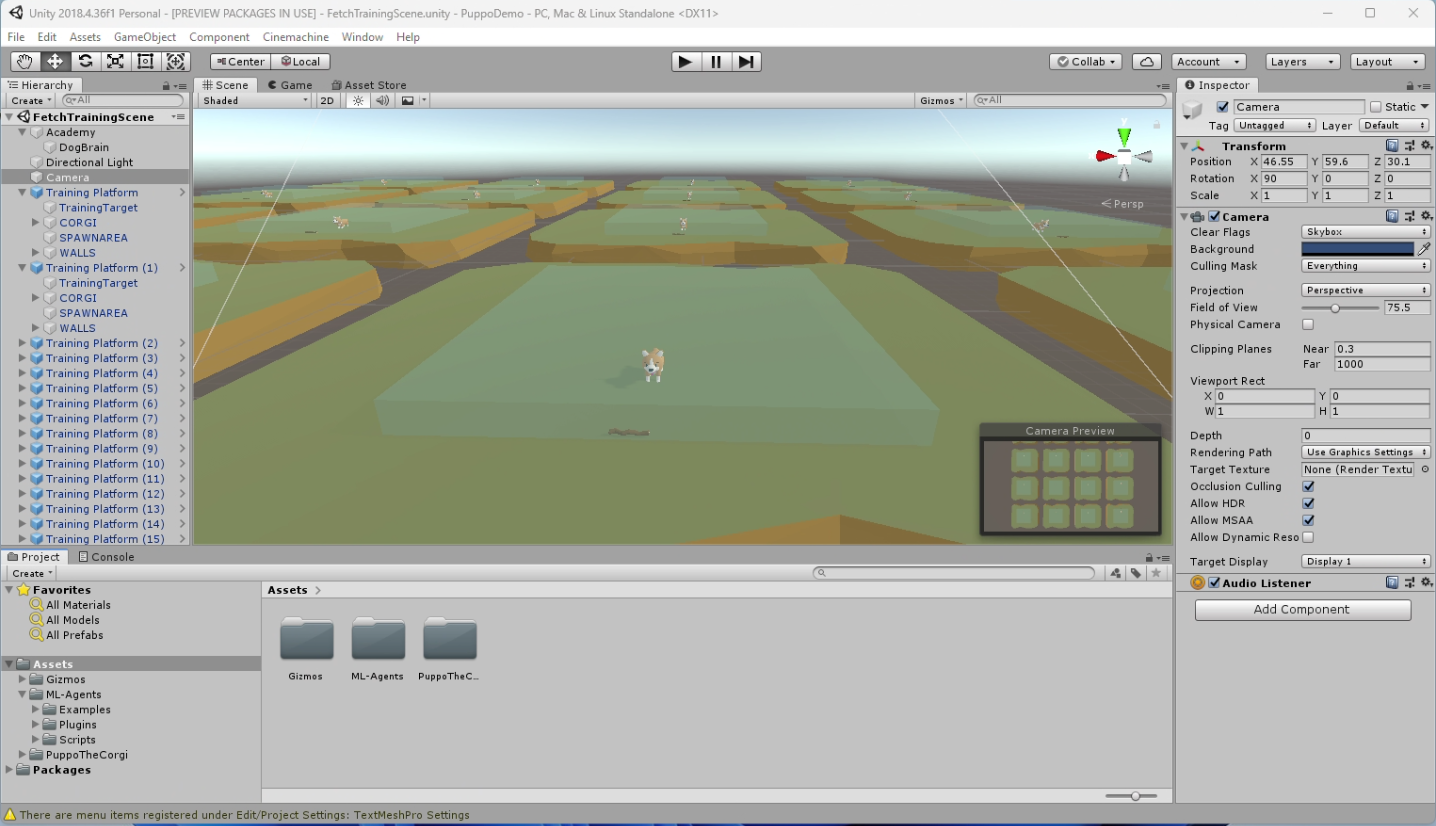 Unity 2018.4.36f1 Personal - [PREVIEW PACKAGES IN USE] - FetchTrainingScene.unity - PuppoDemo - PC, Mac & Linux Standalone <DX11>
File Edit Assets GameObject Component Cinemachine Window Help
Center Local Collab Account Layers Layout
Hierarchy
Create All
FetchTrainingScene
Academy
DogBrain
Directional Light
Camera
Training Platform
TrainingTarget
CORGI
SPAWNAREA
WALLS
Training Platform (1)
TrainingTarget
CORGI
SPAWNAREA
WALLS
Training Platform (2)
Training Platform (3)
Training Platform (4)
Training Platform (5)
Training Platform (6)
Training Platform (7)
Training Platform (8)
Training Platform (9)
Training Platform (10)
Training Platform (11)
Training Platform (12)
Training Platform (13)
Training Platform (14)
Training Platform (15)
Scene Game Asset Store
Shaded 2D Gizmos All
y
Persp
Camera Preview
Inspector
Camera Static
Tag Untagged Layer Default
Transform
Position X 46.55 Y 59.6 Z 30.1
Rotation X 90 Y 0 Z 0
Scale X 1 Y 1 Z 1
Camera
Clear Flags Skybox
Background
Culling Mask Everything
Projection Perspective
Field of View 75.5
Physical Camera
Clipping Planes Near 0.3
Far 1000
Viewport Rect
X 0 Y 0
W 1 H 1
Depth 0
Rendering Path Use Graphics Settings
Target Texture None (Render Textu
Occlusion Culling
Allow HDR
Allow MSAA
Allow Dynamic Reso
Target Display Display 1
Audio Listener
Add Component
Project Console
Create
Favorites
All Materials
All Models
All Prefabs
Assets
Gizmos
ML-Agents
Examples
Plugins
Scripts
PuppoTheCorgi
Packages
Assets
Gizmos ML-Agents PuppoTheC...
There are menu items registered under Edit/Project Settings: TextMeshPro Settings